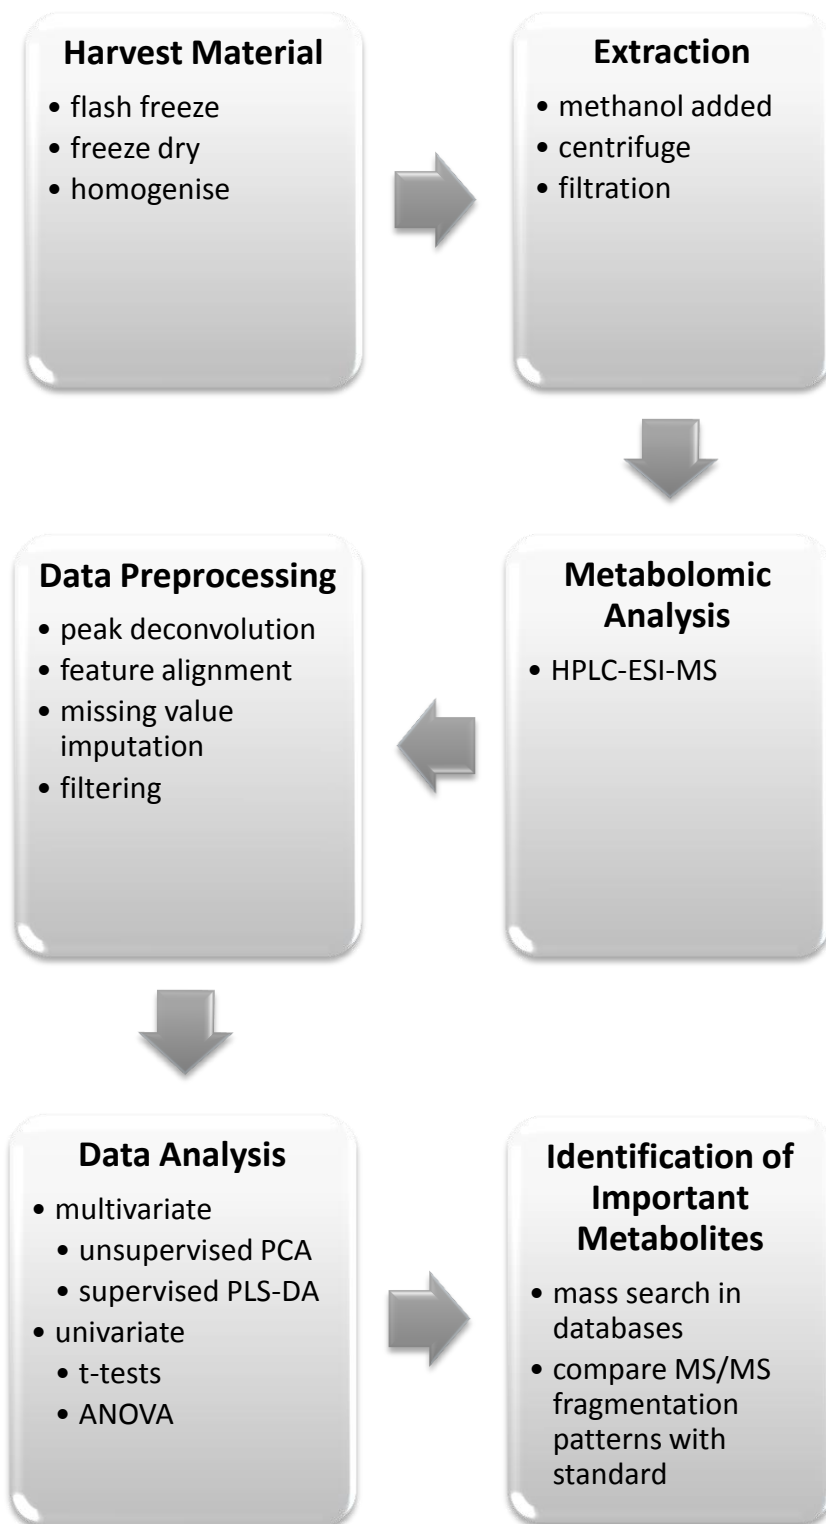 Harvest Material
• flash freeze
• freeze dry
• homogenise
Extraction
• methanol added
• centrifuge
• filtration
Metabolomic
Analysis
• HPLC-ESI-MS
Data Preprocessing
• peak deconvolution
• feature alignment
• missing value
imputation
• filtering
Data Analysis
• multivariate
• unsupervised PCA
• supervised PLS-DA
• univariate
• t-tests
• ANOVA
Identification of
Important
Metabolites
• mass search in
databases
• compare MS/MS
fragmentation
patterns with
standard